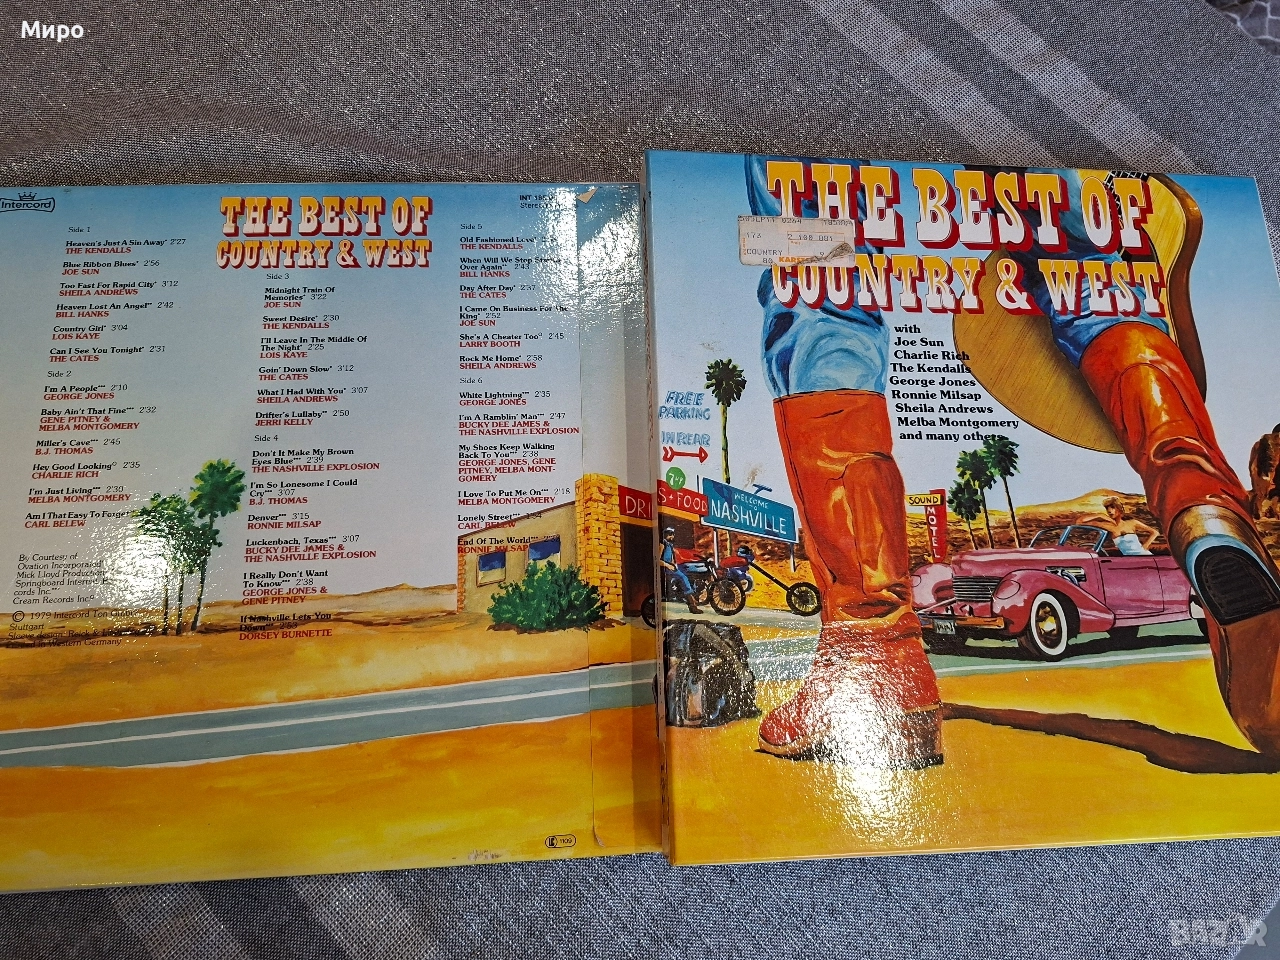 Миро
Intercord
THE BEST OF
COUNTRY & WEST
Side 1
Heaven's Just A Sin Away* 2'27
THE KENDALLS
Blue Ribbon Blues* 2'56
JOE SUN
Too Fast For Rapid City* 3'12
SHEILA ANDREWS
Heaven Lost An Angel** 2'42
BILL HANKS
Country Girl* 3'04
LOIS KAYE
Can I See You Tonight* 2'31
THE CATES
Side 2
I'm A People*** 2'10
GEORGE JONES
Baby Ain't That Fine*** 2'32
GENE PITNEY &
MELBA MONTGOMERY
Miller's Cave*** 2'45
B.J. THOMAS
Hey Good Looking° 2'35
CHARLIE RICH
I'm Just Living*** 2'30
MELBA MONTGOMERY
Am I That Easy To Forget
CARL BELEW
By Courtesy of
Ovation Incorporated
Mick Lloyd Productions
Springboard Internat
cords Inc.
Cream Records Inc.°
© 1979 Intercord Ton
Stuttgart
Western Germany
Side 3
Midnight Train Of
Memories* 3'22
JOE SUN
Sweet Desire* 2'30
THE KENDALLS
I'll Leave In The Middle Of
The Night* 2'25
LOIS KAYE
Goin' Down Slow* 3'12
THE CATES
What I Had With You* 3'07
SHEILA ANDREWS
Drifter's Lullaby** 2'50
JERRI KELLY
Side 4
Don't It Make My Brown
Eyes Blue*** 2'39
THE NASHVILLE EXPLOSION
I'm So Lonesome I Could
Cry*** 3'07
B.J. THOMAS
Denver*** 3'15
RONNIE MILSAP
Luckenbach, Texas*** 3'07
BUCKY DEE JAMES &
THE NASHVILLE EXPLOSION
I Really Don't Want
To Know*** 2'38
GEORGE JONES &
GENE PITNEY
If Nashville Lets You
Down
DORSEY BURNETTE
INT
Stereo
Side 5
Old Fashioned Love*
THE KENDALLS
When Will We Stop
Over Again** 2'43
BILL HANKS
Day After Day* 2'37
THE CATES
I Came On Business For The
King* 2'52
JOE SUN
She's A Cheater Too° 2'45
LARRY BOOTH
Rock Me Home* 2'58
SHEILA ANDREWS
Side 6
White Lightning*** 2'35
GEORGE JONES
I'm A Ramblin' Man*** 2'47
BUCKY DEE JAMES &
THE NASHVILLE EXPLOSION
My Shoes Keep Walking
Back To You*** 2'38
GEORGE JONES, GENE
PITNEY, MELBA MONT-
GOMERY
I Love To Put Me On*** 2'18
MELBA MONTGOMERY
Lonely Street***
CARL BELEW
End Of The World***
RONNIE MILSAP
DRI
1109
THE BEST OF
COUNTRY & WEST
173
COUNTRY
80
with
Joe Sun
Charlie Rich
The Kendalls
George Jones
Ronnie Milsap
Sheila Andrews
Melba Montgomery
and many others
FREE
PARKING
IN REAR
7-7
S★FOOD
WELCOME
NASHVILLE
SOUND
MOTEL